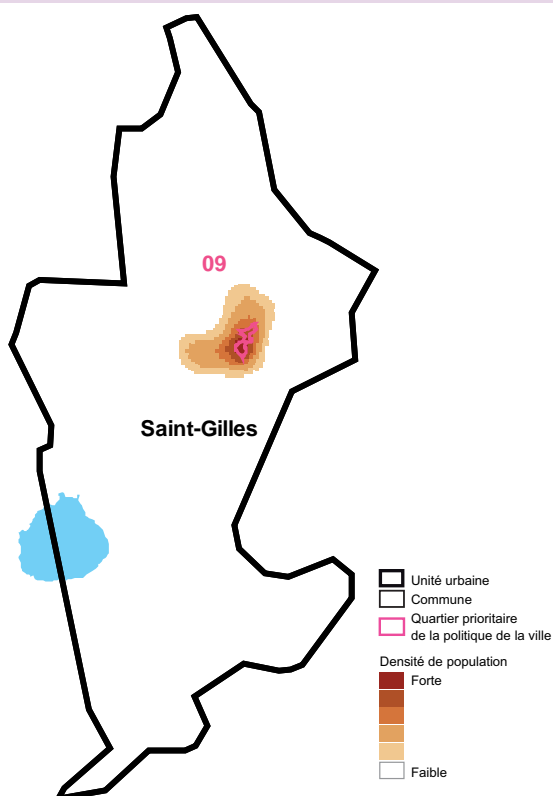 09
Saint-Gilles
Unité urbaine
Commune
Quartier prioritaire
de la politique de la ville
Densité de population
Forte
Faible